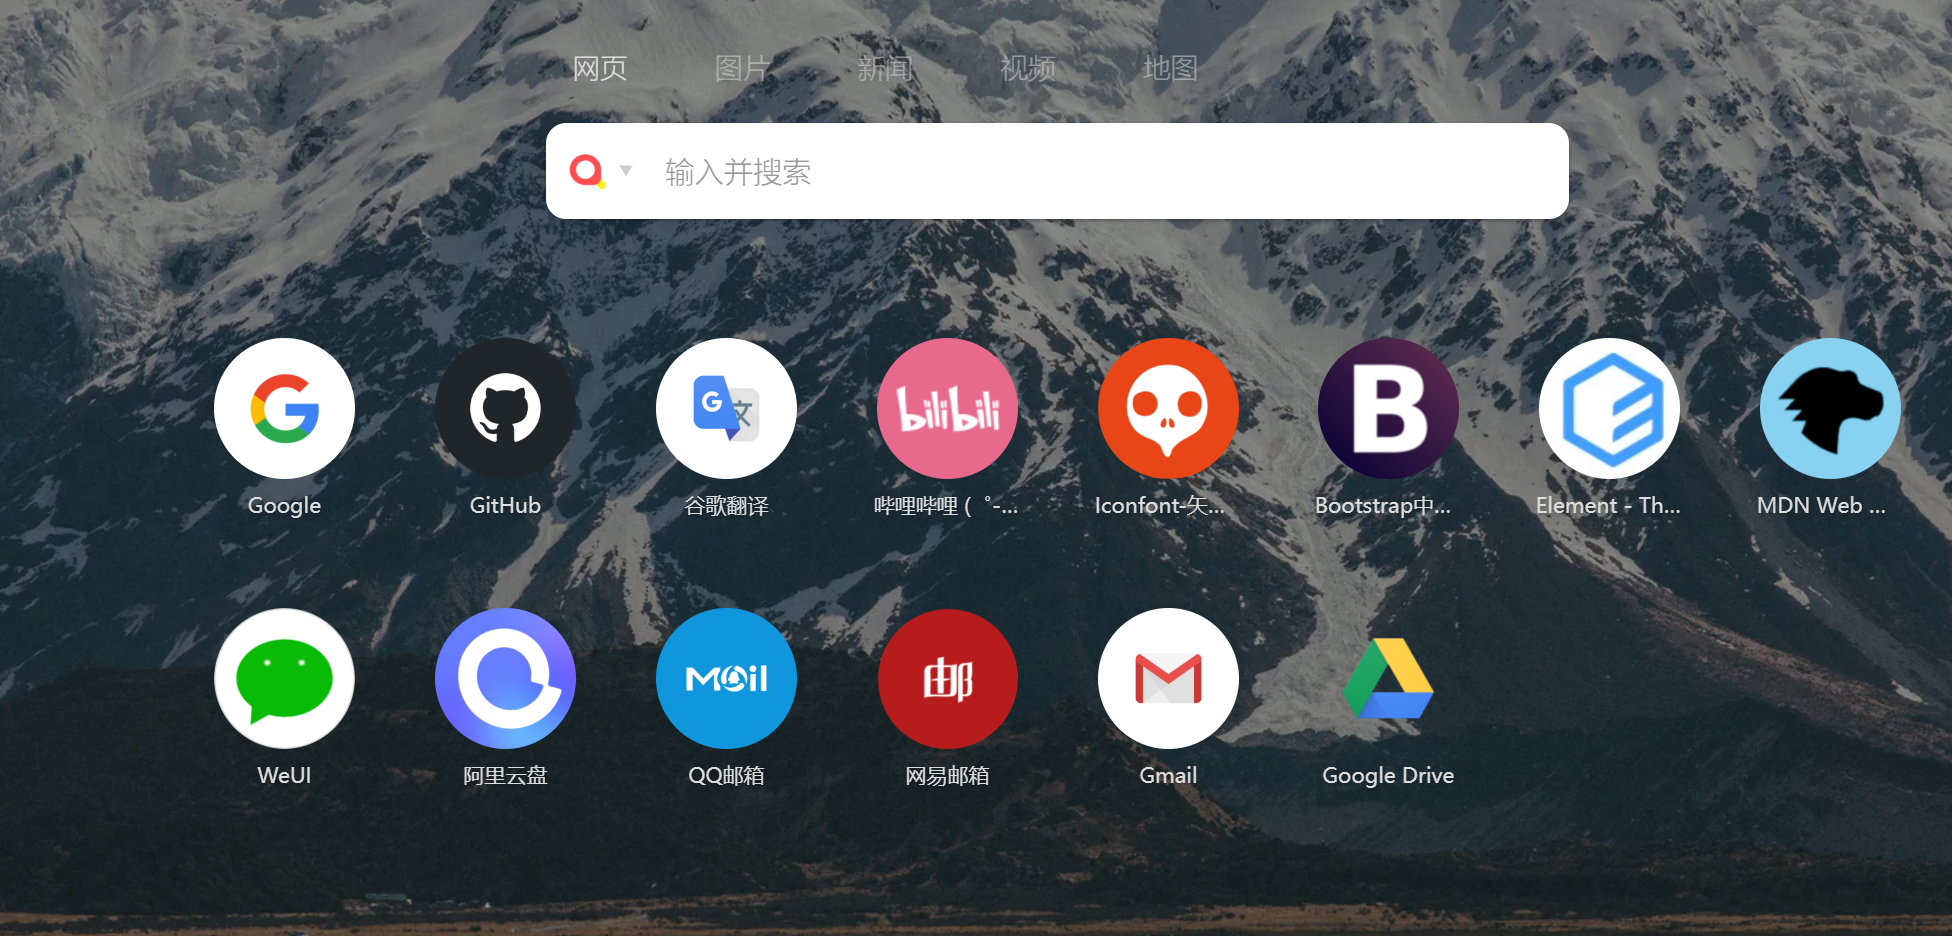 网页 图片 新闻 视频 地图
输入并搜索
bilibili
B
Google GitHub 谷歌翻译 哔哩哔哩 ( ゜-... Iconfont-矢... Bootstrap中... Element - Th... MDN Web ...
Mail 邮
WeUI 阿里云盘 QQ邮箱 网易邮箱 Gmail Google Drive